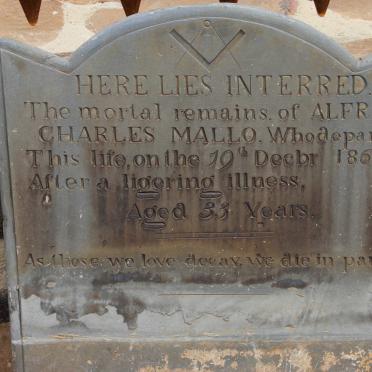 HERE LIES INTERRED.
The mortal remains. of ALFR
CHARLES MALLO. Who depar
This life, on the 19th Decbr 186
After a ligering illness,
Aged 33 Years.
As those we love decay, we die in par